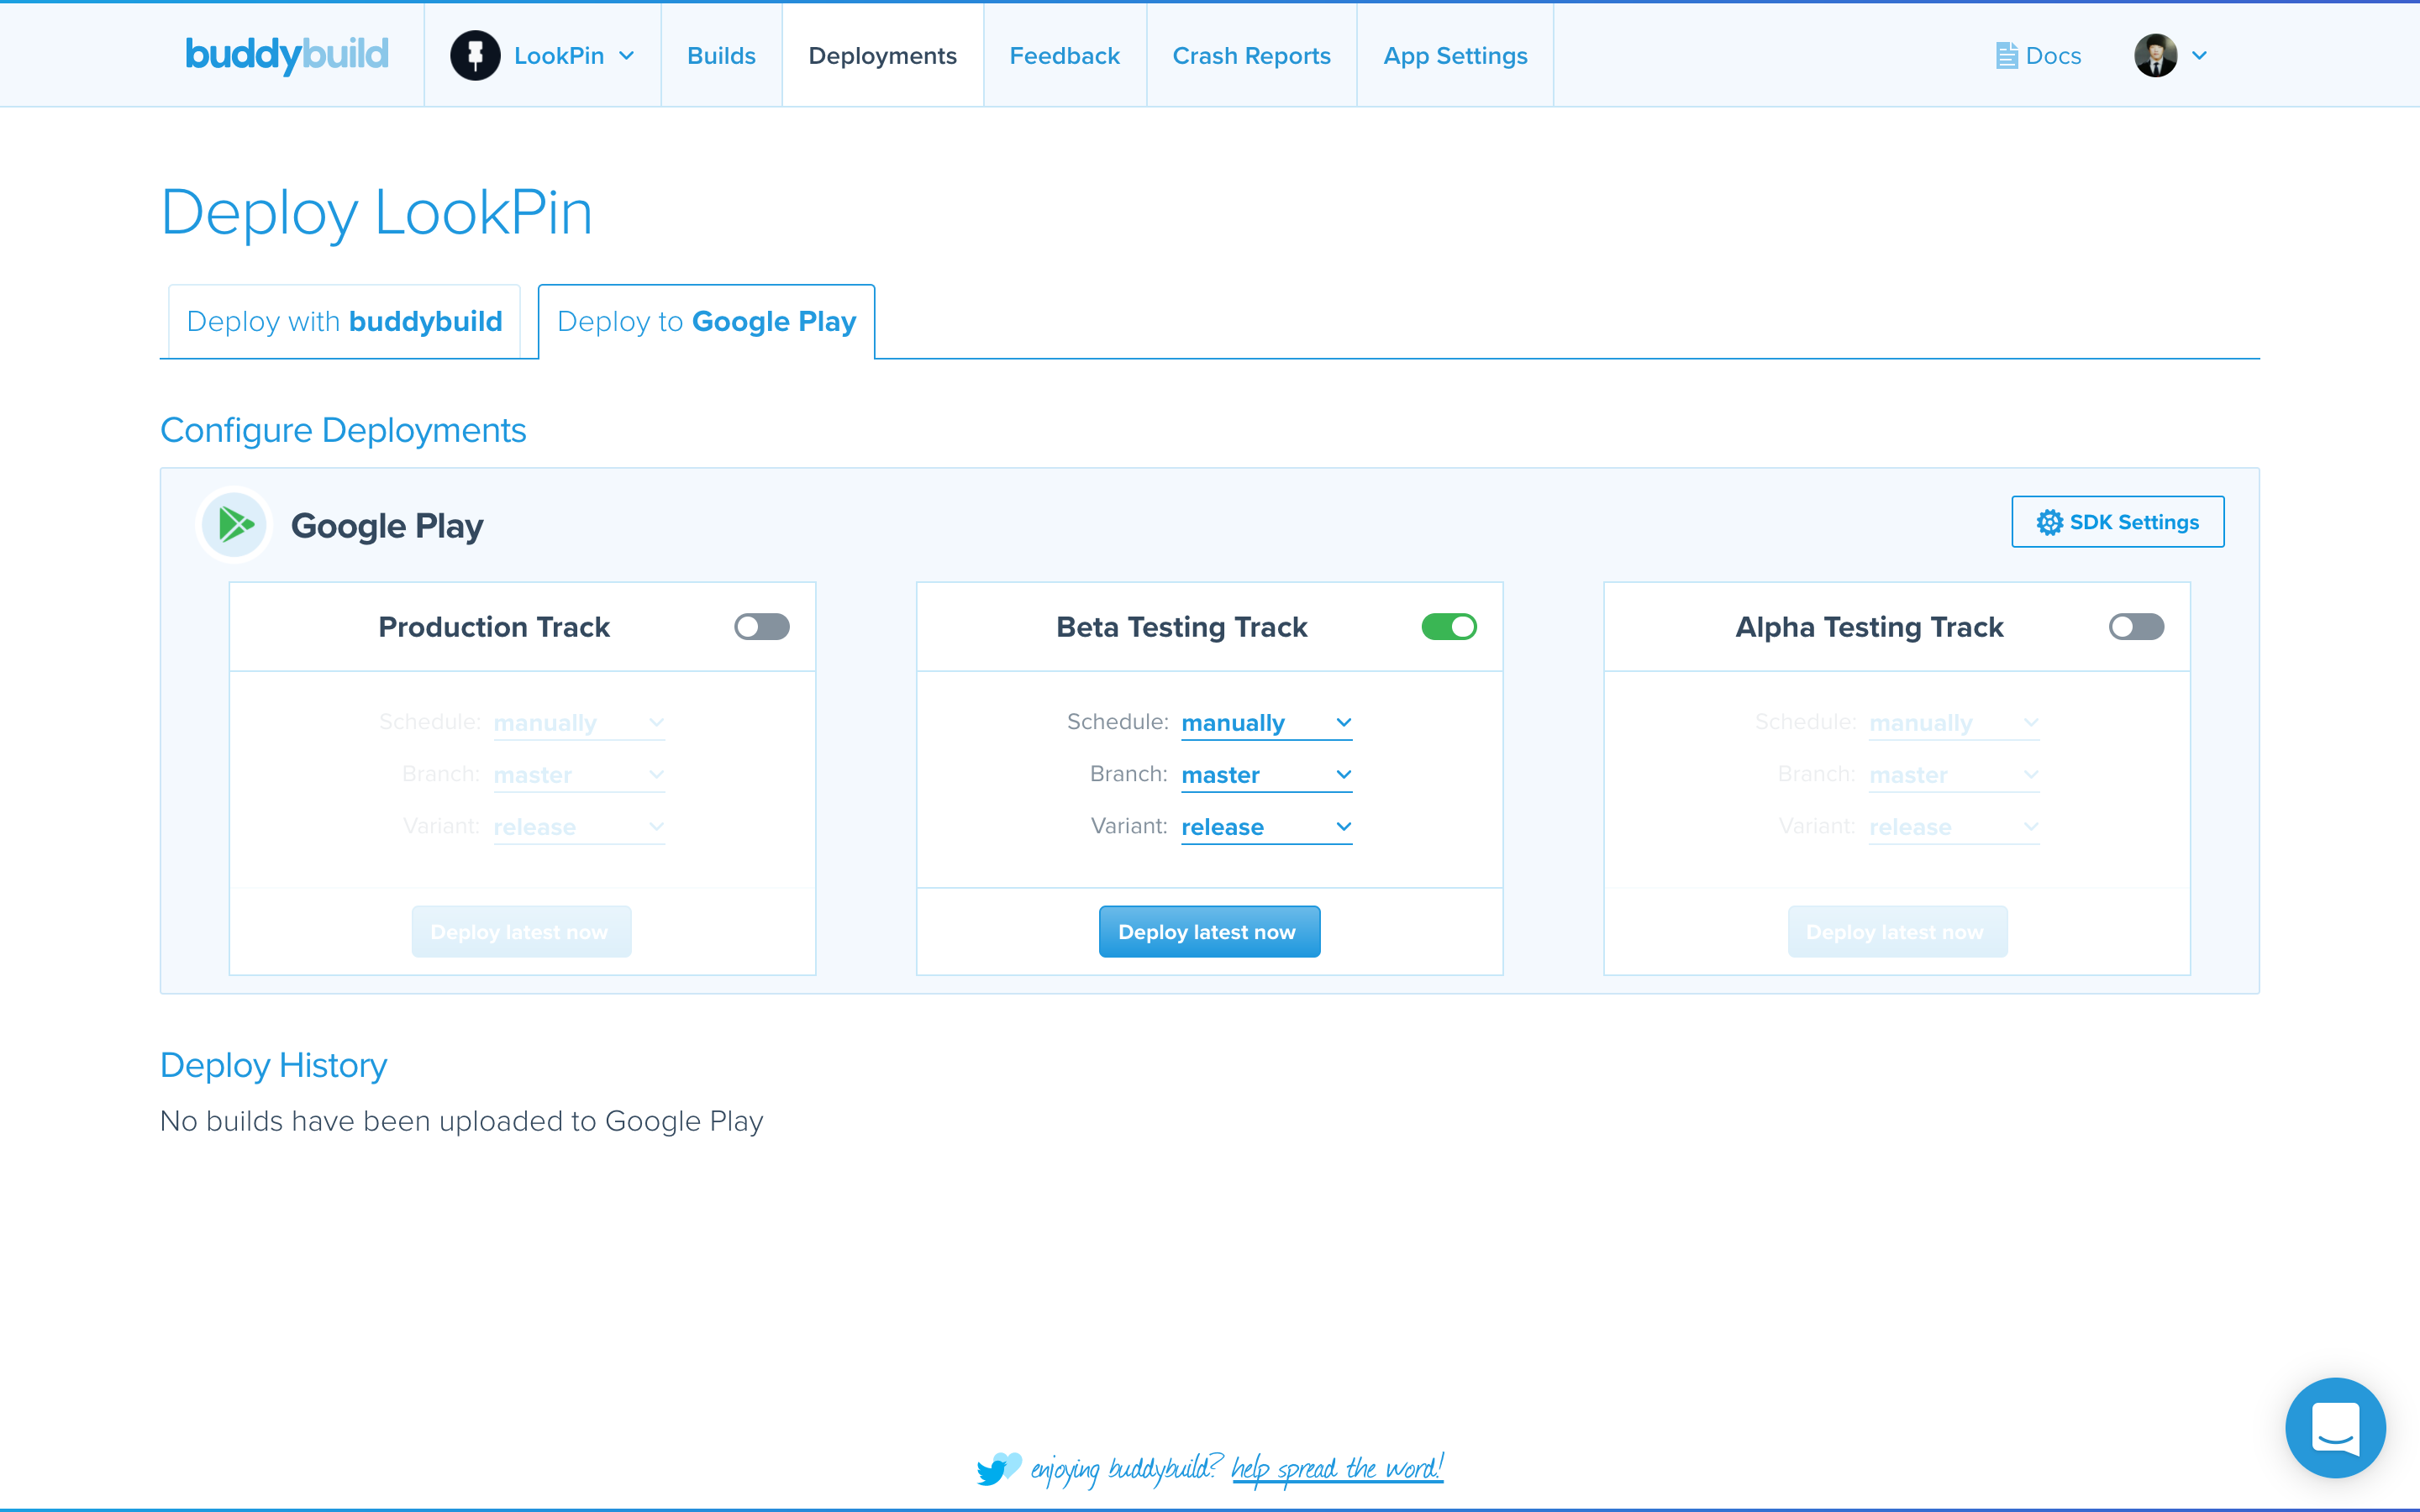 buddybuild LookPin Builds Deployments Feedback Crash Reports App Settings Docs
Deploy LookPin
Deploy with buddybuild Deploy to Google Play
Configure Deployments
Google Play SDK Settings
Production Track Beta Testing Track Alpha Testing Track
Schedule: manually Schedule: manually Schedule: manually
Branch: master Branch: master Branch: master
Variant: release Variant: release Variant: release
Deploy latest now Deploy latest now Deploy latest now
Deploy History
No builds have been uploaded to Google Play
enjoying buddybuild? help spread the word!